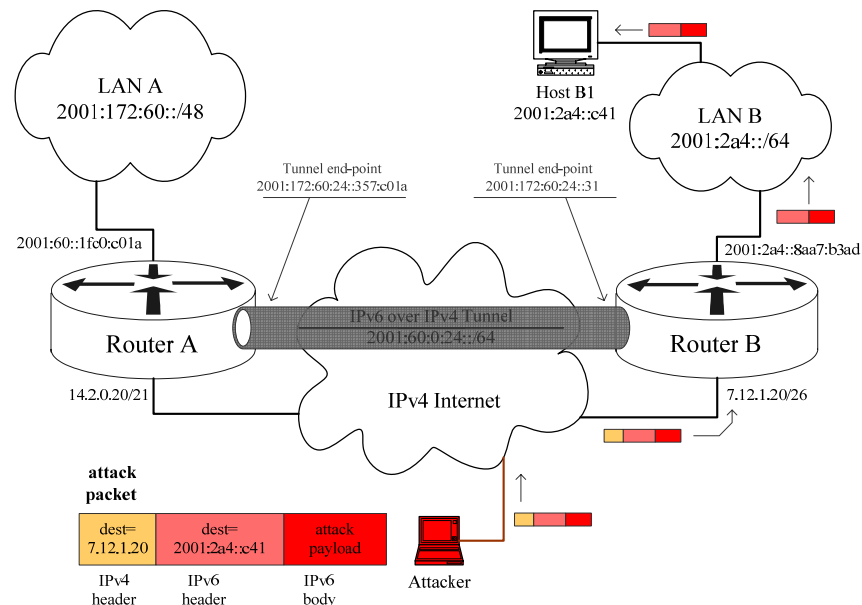 LAN A
2001:172:60::/48
Host B1
2001:2a4::c41
LAN B
2001:2a4::/64
Tunnel end-point
2001:172:60:24::357:c01a
Tunnel end-point
2001:172:60:24::31
2001:60::1fc0:c01a
2001:2a4::8aa7:b3ad
Router A
IPv6 over IPv4 Tunnel
2001:60:0:24::/64
Router B
14.2.0.20/21
IPv4 Internet
7.12.1.20/26
attack
packet
dest=
7.12.1.20
dest=
2001:2a4::c41
attack
payload
IPv4
header
IPv6
header
IPv6
body
Attacker